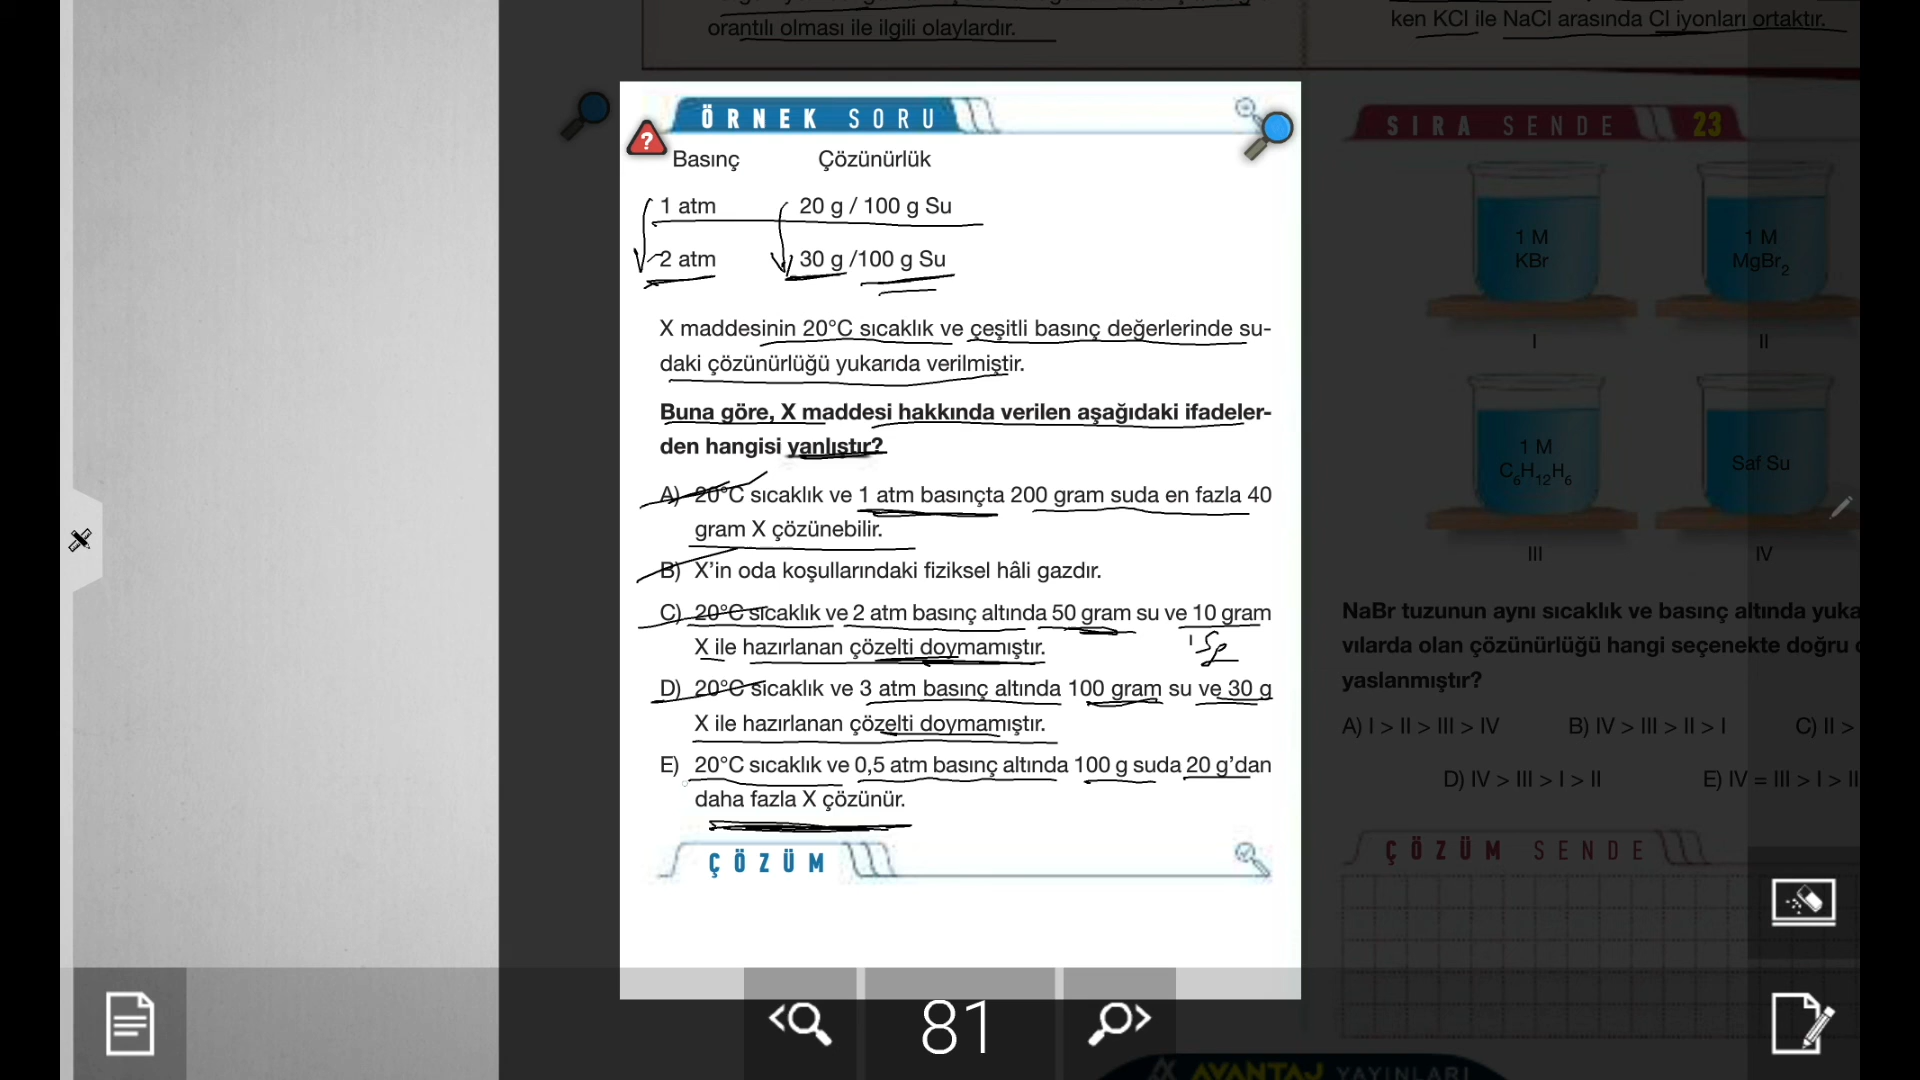 orantılı olması ile ilgili olaylardır.
ken KCl ile NaCl arasında Cl iyonları ortaktır.
ÖRNEK SORU
?
Basınç Çözünürlük
1 atm 20 g / 100 g Su
2 atm 30 g /100 g Su
X maddesinin 20°C sıcaklık ve çeşitli basınç değerlerinde su-
daki çözünürlüğü yukarıda verilmiştir.
Buna göre, X maddesi hakkında verilen aşağıdaki ifadeler-
den hangisi yanlıştır?
A) 20°C sıcaklık ve 1 atm basınçta 200 gram suda en fazla 40
gram X çözünebilir.
B) X’in oda koşullarındaki fiziksel hâli gazdır.
C) 20°C sıcaklık ve 2 atm basınç altında 50 gram su ve 10 gram
X ile hazırlanan çözelti doymamıştır.
15g
D) 20°C sıcaklık ve 3 atm basınç altında 100 gram su ve 30 g
X ile hazırlanan çözelti doymamıştır.
E) 20°C sıcaklık ve 0,5 atm basınç altında 100 g suda 20 g’dan
daha fazla X çözünür.
ÇÖZÜM
SIRA SENDE 23
1 M
KBr
1 M
MgBr2
I
II
1 M
C6H12H6
Saf Su
III
IV
NaBr tuzunun aynı sıcaklık ve basınç altında yuka
vılarda olan çözünürlüğü hangi seçenekte doğru
yaslanmıştır?
A) I > II > III > IV B) IV > III > II > I C) II >
D) IV > III > I > II E) IV = III > I > II
ÇÖZÜM SENDE
81
AVANTAJ YAYINLARI